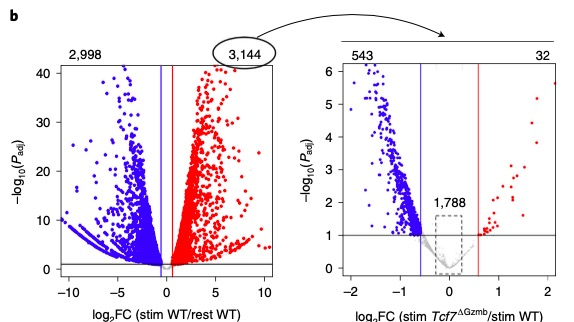 b
2,998 3,144 543 32
40
30
20
10
0
–log₁₀(Padj)
–10 –5 0 5 10
log₂FC (stim WT/rest WT)
6
5
4
3
2
1
0
–log₁₀(Padj)
1,788
–2 –1 0 1 2
log₂FC (stim Tcf7ΔGzmb/stim WT)